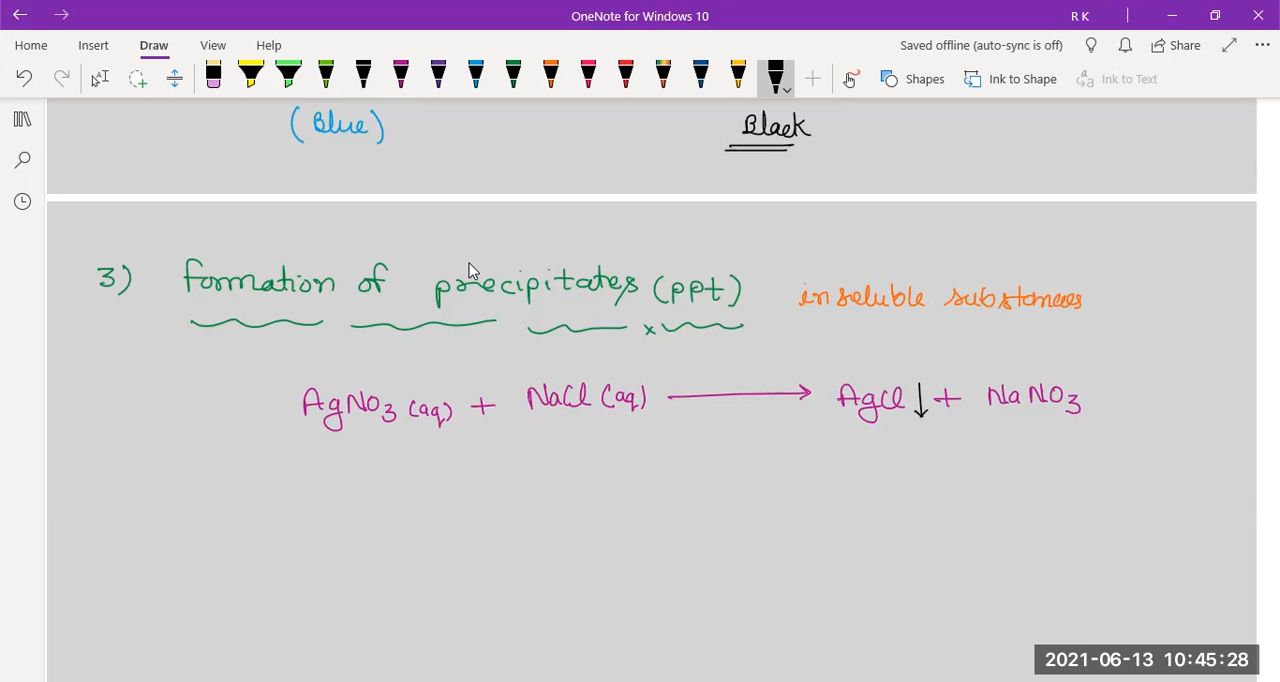 OneNote for Windows 10
R K
Home Insert Draw View Help
Saved offline (auto-sync is off) Share
Shapes Ink to Shape Ink to Text
(Blue) Black
3) Formation of precipitates (ppt) insoluble substances
AgNO₃ (aq) + NaCl (aq) ⟶ AgCl ↓ + NaNO₃
2021-06-13 10:45:28